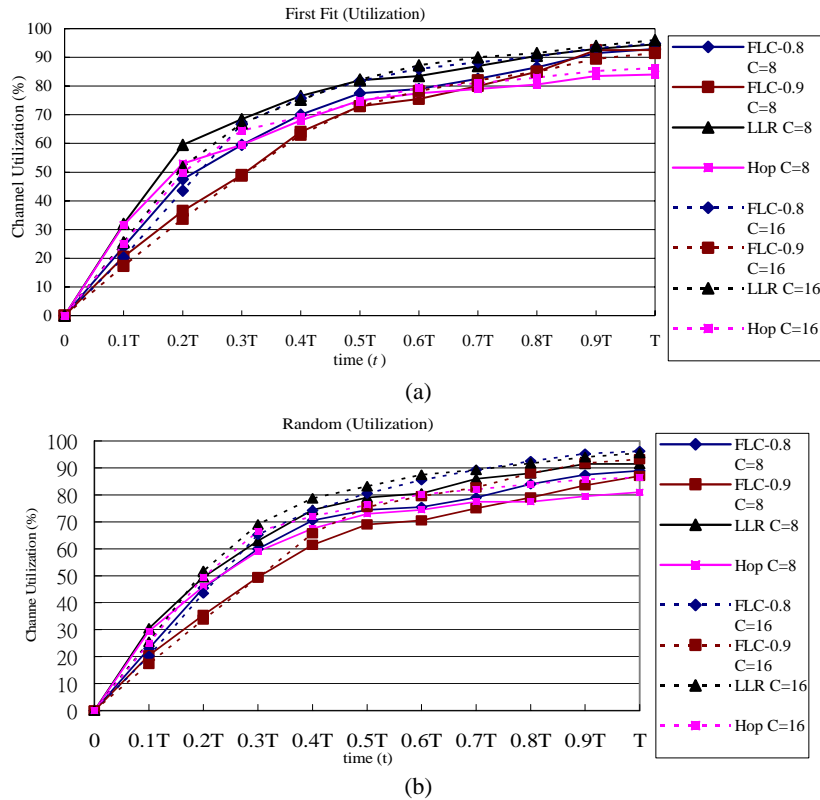 First Fit (Utilization)
Channel Utilization (%)
100
90
80
70
60
50
40
30
20
10
0
0 0.1T 0.2T 0.3T 0.4T 0.5T 0.6T 0.7T 0.8T 0.9T T
time (t )
FLC-0.8
C=8
FLC-0.9
C=8
LLR C=8
Hop C=8
FLC-0.8
C=16
FLC-0.9
C=16
LLR C=16
Hop C=16
(a)
Random (Utilization)
Channe Utilization (%)
100
90
80
70
60
50
40
30
20
10
0
0 0.1T 0.2T 0.3T 0.4T 0.5T 0.6T 0.7T 0.8T 0.9T T
time (t)
FLC-0.8
C=8
FLC-0.9
C=8
LLR C=8
Hop C=8
FLC-0.8
C=16
FLC-0.9
C=16
LLR C=16
Hop C=16
(b)